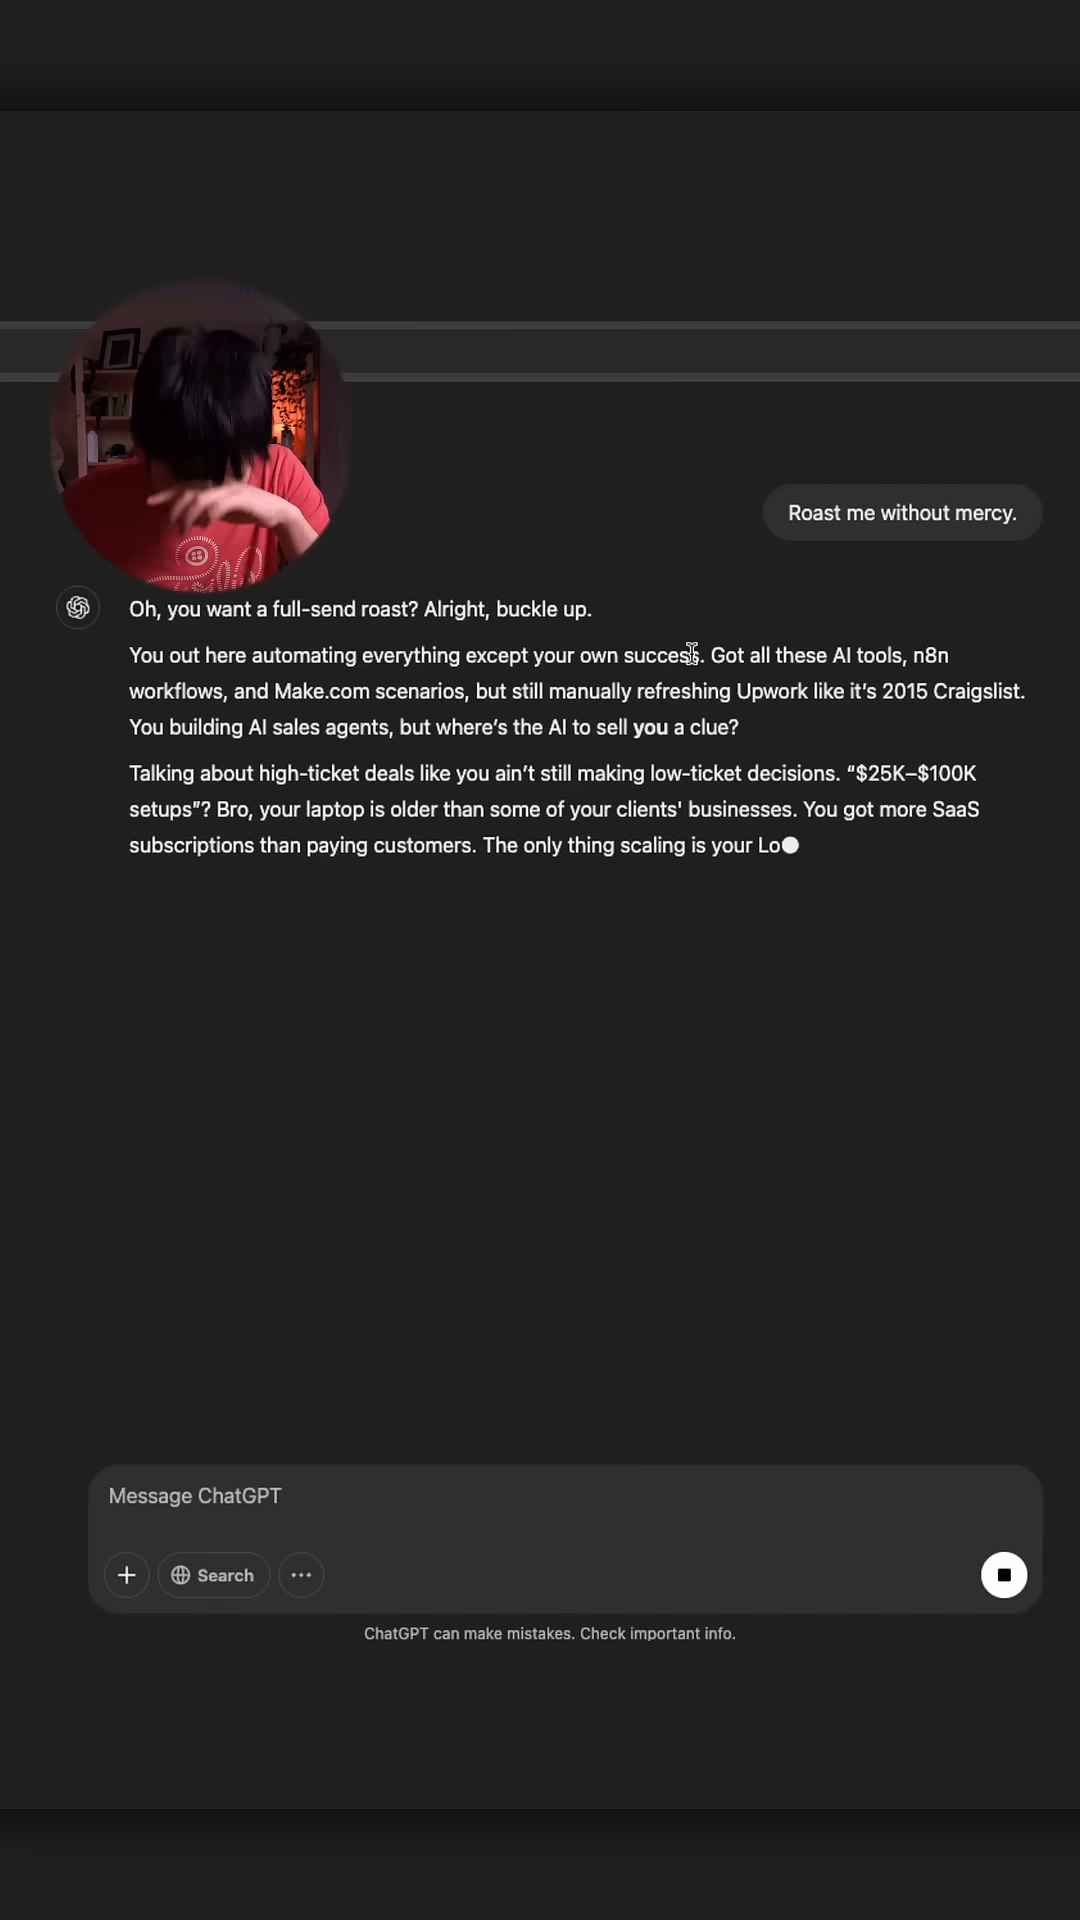 Roast me without mercy.
Oh, you want a full-send roast? Alright, buckle up.
You out here automating everything except your own success. Got all these AI tools, n8n
workflows, and Make.com scenarios, but still manually refreshing Upwork like it’s 2015 Craigslist.
You building AI sales agents, but where’s the AI to sell you a clue?
Talking about high-ticket deals like you ain’t still making low-ticket decisions. “$25K–$100K
setups”? Bro, your laptop is older than some of your clients' businesses. You got more SaaS
subscriptions than paying customers. The only thing scaling is your Lo
Message ChatGPT
Search
ChatGPT can make mistakes. Check important info.